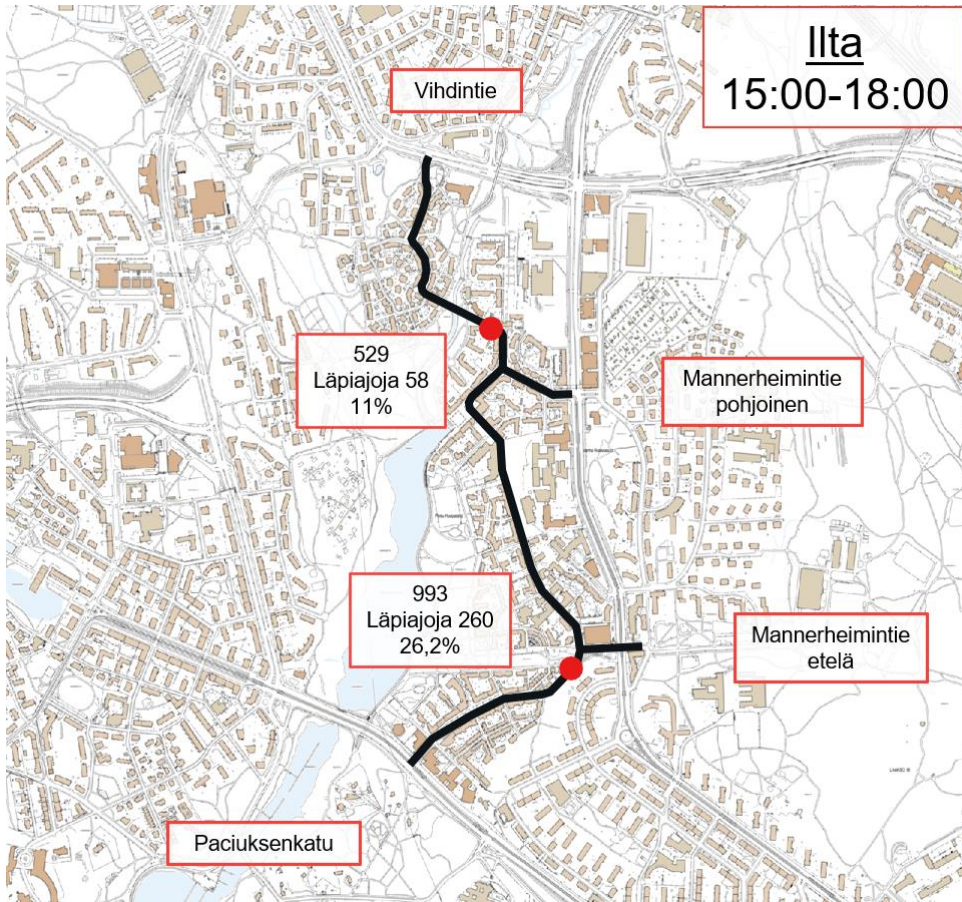 Ilta
15:00-18:00
Vihdintie
529
Läpiajoja 58
11%
Mannerheimintie
pohjoinen
993
Läpiajoja 260
26,2%
Mannerheimintie
etelä
Paciuksenkatu